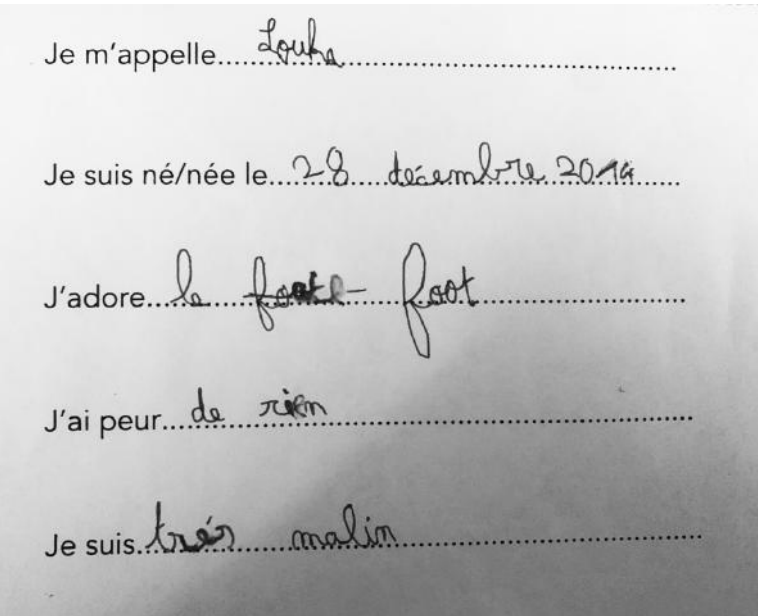 Je m'appelle Louka
Je suis né/née le 28 décembre 2014
J'adore le foot
J'ai peur de rien
Je suis trés malin